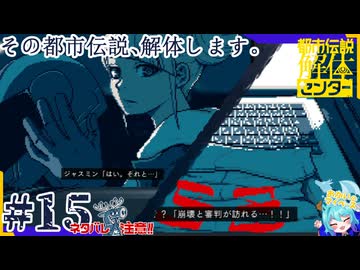 その都市伝説、解体します。
都市伝説
解体
センター
ジャスミン「はい。それと…」
？「崩壊と審判が訪れる…！！」
SS
#15
ネタバレ注意!!